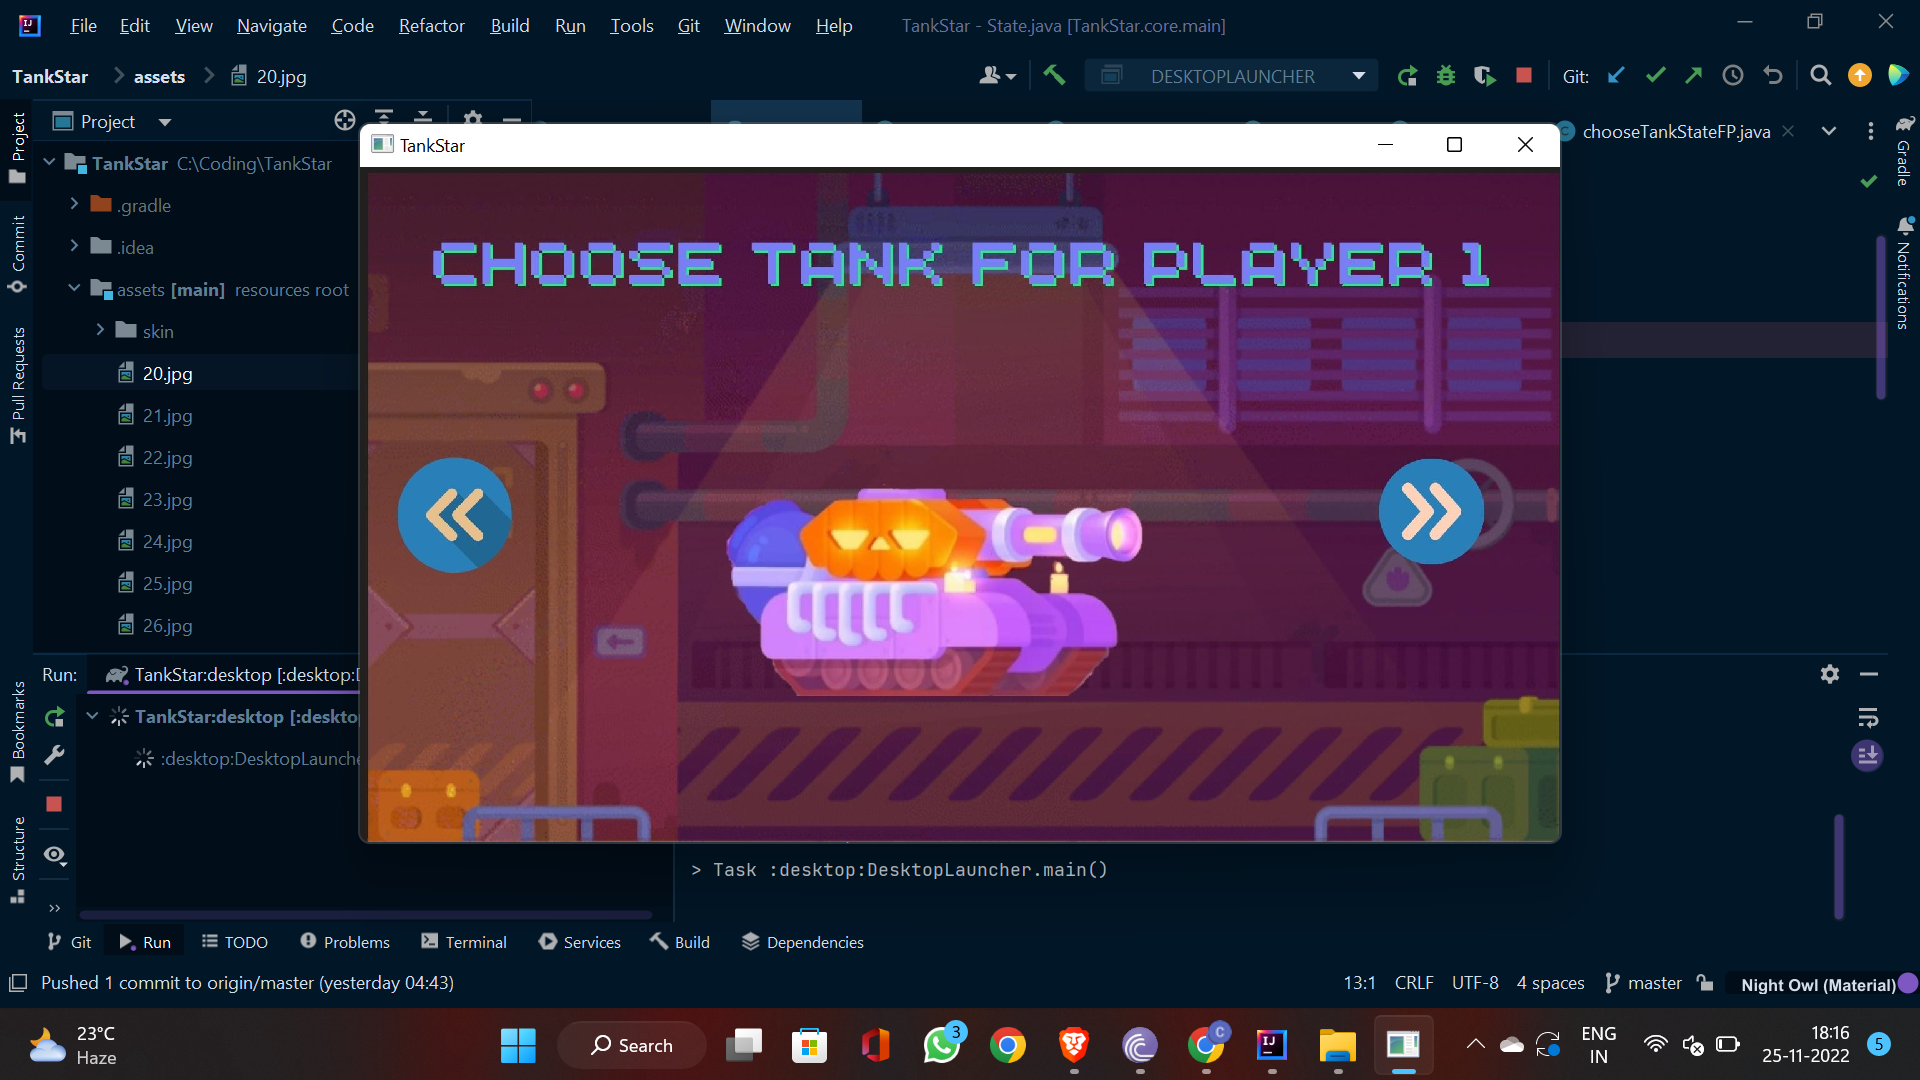 File Edit View Navigate Code Refactor Build Run Tools Git Window Help TankStar - State.java [TankStar.core.main]
TankStar assets 20.jpg DESKTOPLAUNCHER Git:
Project
Project
chooseTankStateFP.java
TankStar
TankStar C:\Coding\TankStar
.gradle
.idea
assets [main] resources root
skin
20.jpg
21.jpg
22.jpg
23.jpg
24.jpg
25.jpg
26.jpg
Commit
Pull Requests
Bookmarks
Structure
Gradle
Notifications
CHOOSE TANK FOR PLAYER 1
Run: TankStar:desktop [:desktop:
TankStar:desktop [:deskto
:desktop:DesktopLaunche
> Task :desktop:DesktopLauncher.main()
Git Run TODO Problems Terminal Services Build Dependencies
Pushed 1 commit to origin/master (yesterday 04:43) 13:1 CRLF UTF-8 4 spaces master Night Owl (Material)
23°C
Haze
Search
3
C
ENG
IN
18:16
25-11-2022
5